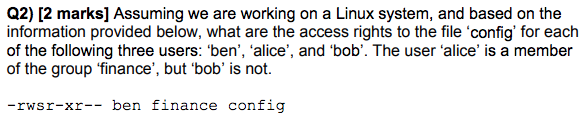 Q2) [2 marks] Assuming we are working on a Linux system, and based on the
information provided below, what are the access rights to the file ‘config’ for each
of the following three users: ‘ben’, ‘alice’, and ‘bob’. The user ‘alice’ is a member
of the group ‘finance’, but ‘bob’ is not.
-rwsr-xr-- ben finance config